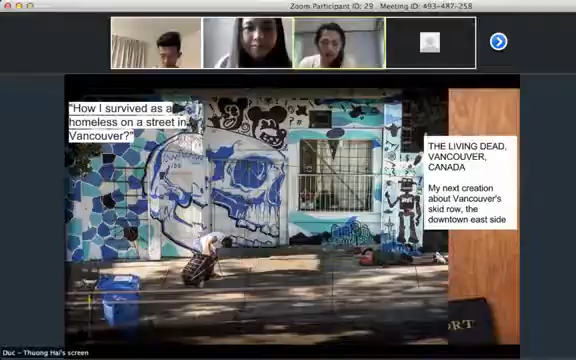 Zoom Participant ID: 29   Meeting ID: 493-487-258
"How I survived as a
homeless on a street in
Vancouver?"
THE LIVING DEAD,
VANCOUVER,
CANADA
My next creation
about Vancouver's
skid row, the
downtown east side
ORT
Duc – Thuong Hai's screen